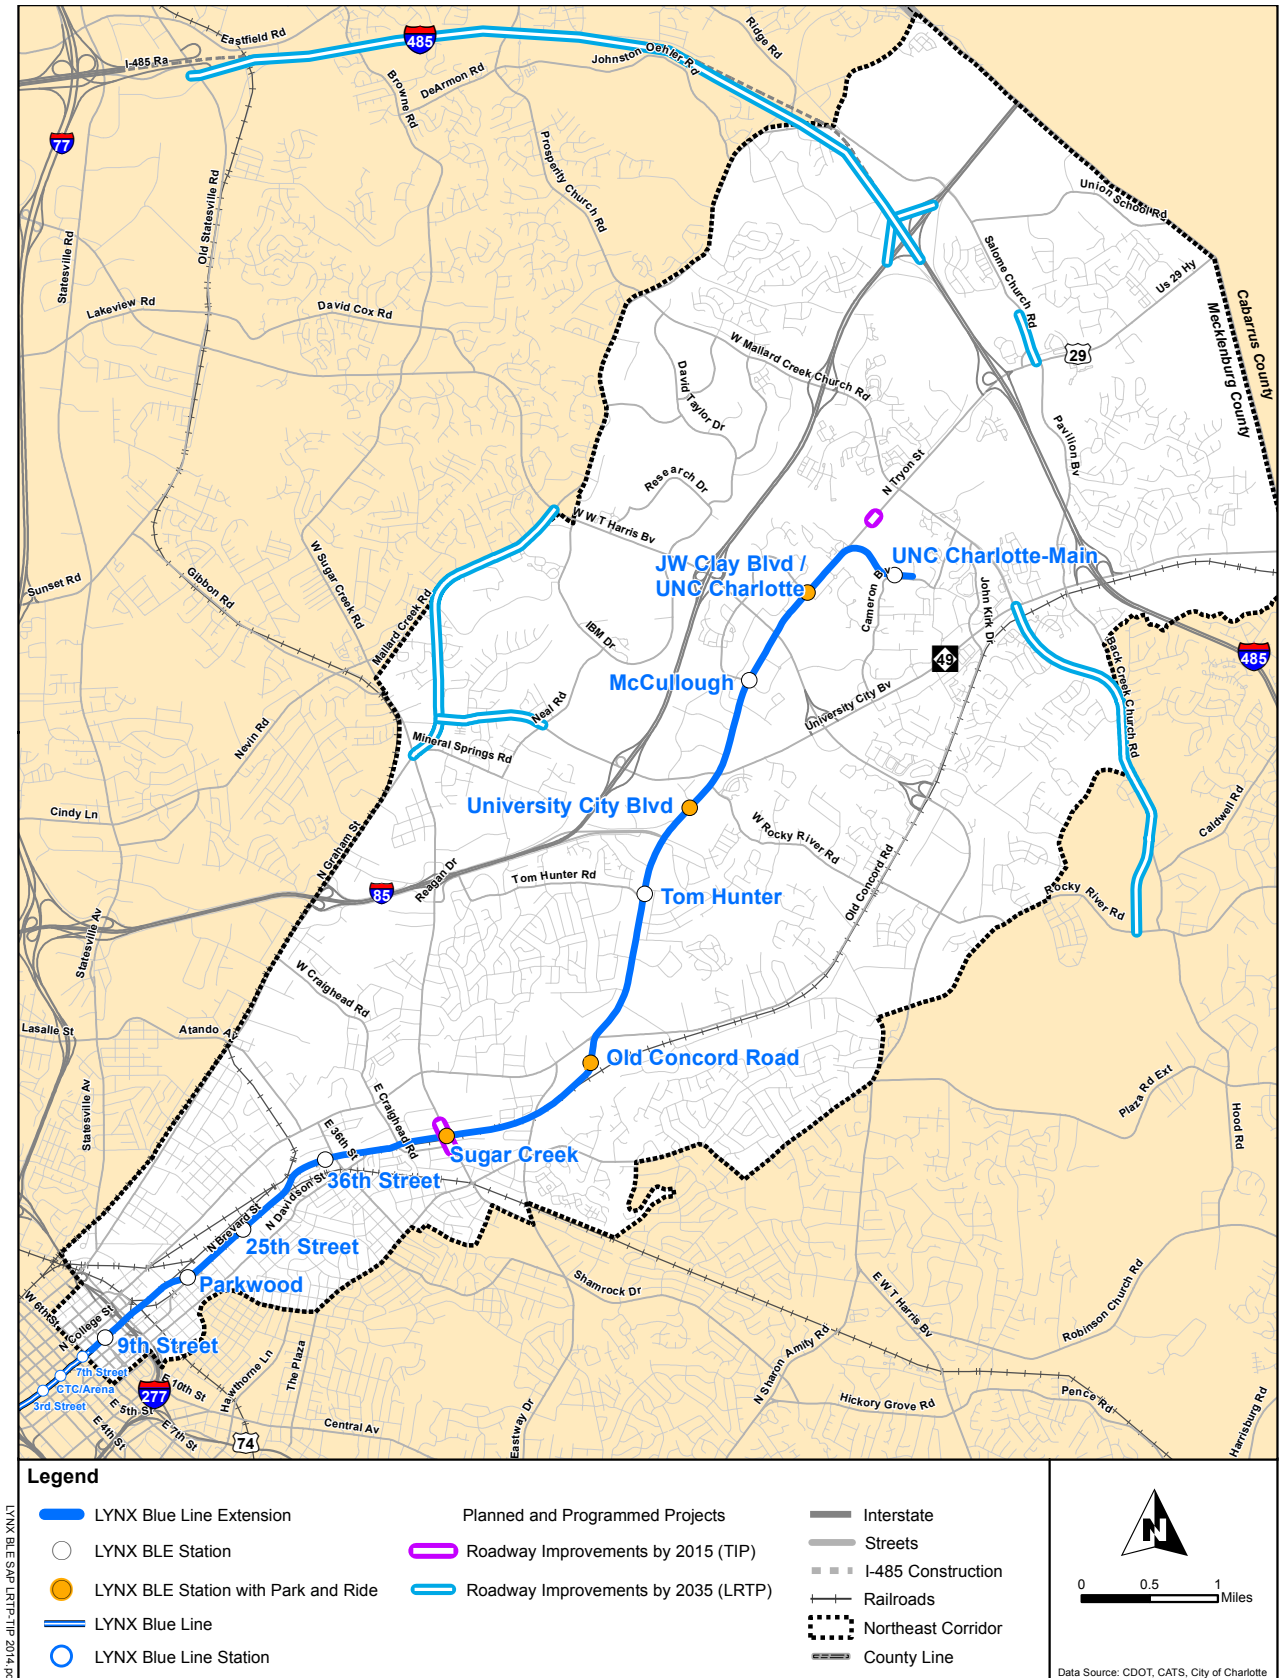 Eastfield Rd
485
I-485 Ra
Ridge Rd
Johnston Oehler Rd
DeArmon Rd
Browne Rd
77
Prosperity Church Rd
Old Statesville Rd
Statesville Rd
Union School Rd
Salome Church Rd
Us 29 Hy
Lakeview Rd
David Cox Rd
Cabarrus County
Mecklenburg County
29
W Mallard Creek Church Rd
David Taylor Dr
Pavilion Bv
N Tryon St
Research Dr
W W T Harris Bv
W Sugar Creek Rd
JW Clay Blvd /
UNC Charlotte
UNC Charlotte-Main
Sunset Rd
Gibbon Rd
Mallard Creek Rd
IBM Dr
Cameron Bv
John Kirk Dr
49
485
Back Creek Church Rd
McCullough
University City Bv
Neal Rd
Nevin Rd
Mineral Springs Rd
University City Blvd
Cindy Ln
W Rocky River Rd
Caldwell Rd
N Graham St
Reagan Dr
85
Tom Hunter Rd
Tom Hunter
Old Concord Rd
Rocky River Rd
Statesville Av
W Craighead Rd
Lasalle St
Atando Av
Old Concord Road
Statesville Av
E Craighead Rd
Plaza Rd Ext
Hood Rd
E 36th St
Sugar Creek
36th Street
N Davidson St
N Brevard St
25th Street
Parkwood
Shamrock Dr
E W T Harris Bv
Robinson Church Rd
W 6th St
N College St
9th Street
7th Street
CTC/Arena
3rd Street
277
E 10th St
E 5th St
E 4th St
E 7th St
Hawthorne Ln
The Plaza
74
Central Av
Eastway Dr
N Sharon Amity Rd
Hickory Grove Rd
Pence Rd
Harrisburg Rd
Legend
LYNX Blue Line Extension
LYNX BLE Station
LYNX BLE Station with Park and Ride
LYNX Blue Line
LYNX Blue Line Station
Planned and Programmed Projects
Roadway Improvements by 2015 (TIP)
Roadway Improvements by 2035 (LRTP)
Interstate
Streets
I-485 Construction
Railroads
Northeast Corridor
County Line
N
0 0.5 1
Miles
Data Source: CDOT, CATS, City of Charlotte
LYNX BLE SAP LRTP-TIP 2014.pd